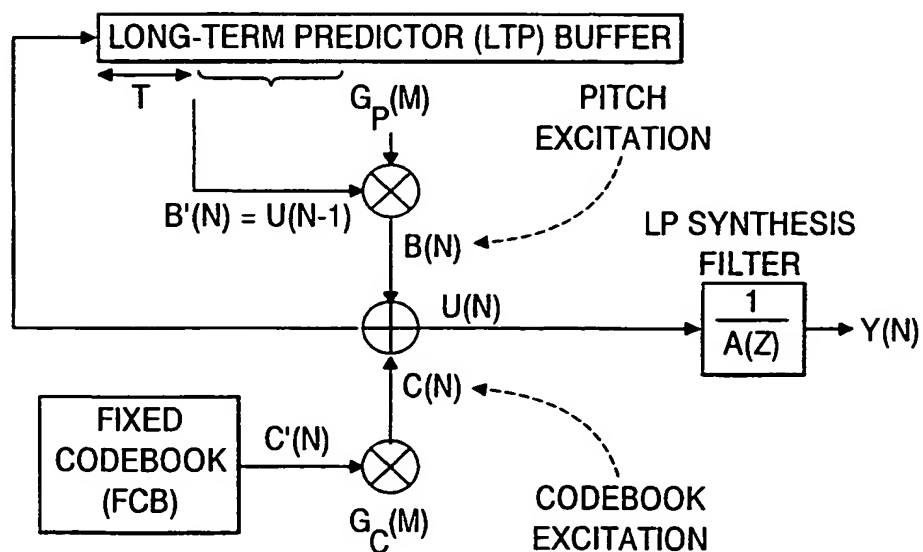 LONG-TERM PREDICTOR (LTP) BUFFER
T
G_P(M)
PITCH
EXCITATION
B'(N) = U(N-1)
B(N)
LP SYNTHESIS
FILTER
U(N)
1
A(Z)
Y(N)
C(N)
FIXED
CODEBOOK
(FCB)
C'(N)
G_C(M)
CODEBOOK
EXCITATION